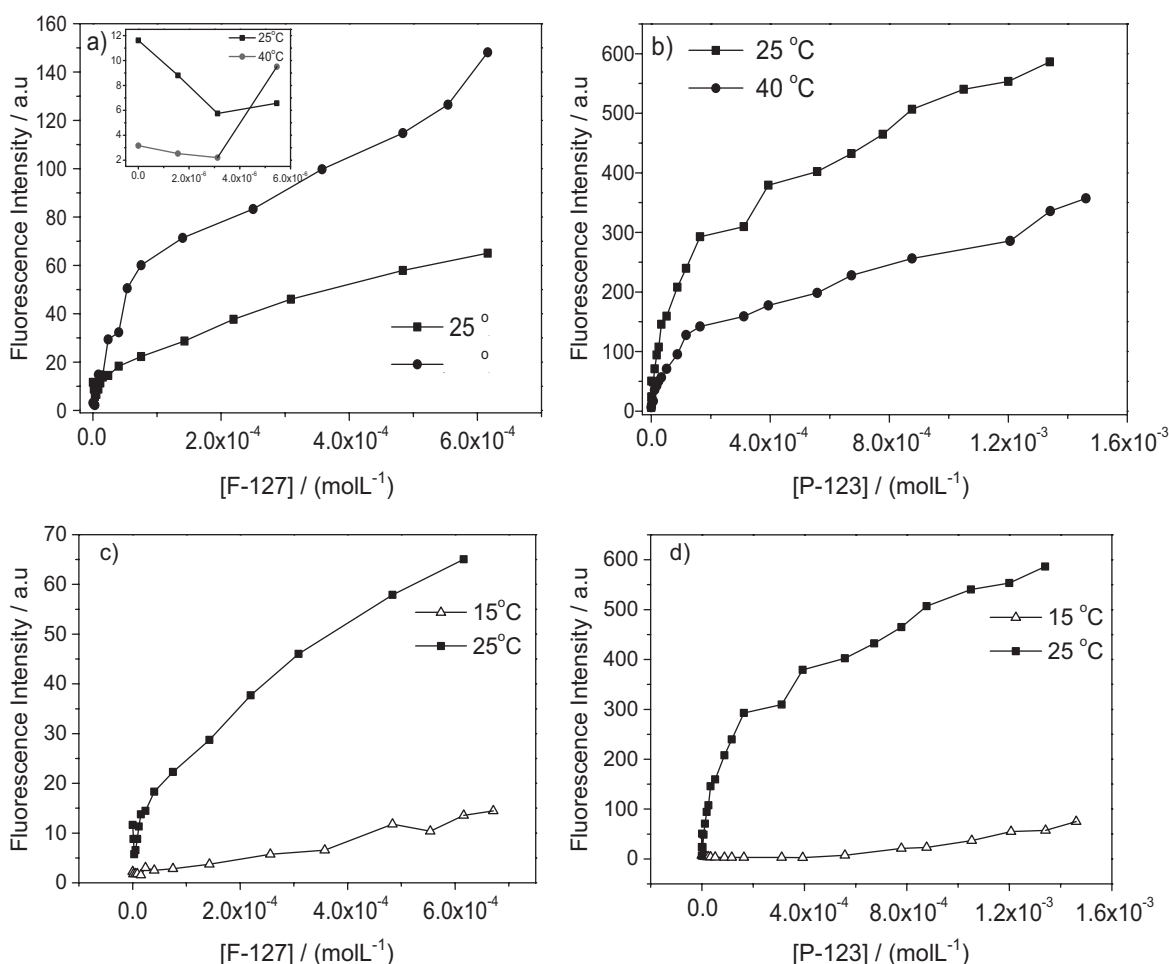 a)
25°C
40°C
12
10
8
6
4
2
0.0 2.0x10⁻⁶ 4.0x10⁻⁶ 6.0x10⁻⁶
160
140
120
100
80
60
40
20
0
Fluorescence Intensity / a.u
25 °
°
0.0 2.0x10⁻⁴ 4.0x10⁻⁴ 6.0x10⁻⁴
[F-127] / (molL⁻¹)
b)
25 °C
40 °C
600
500
400
300
200
100
0
Fluorescence Intensity / a.u
0.0 4.0x10⁻⁴ 8.0x10⁻⁴ 1.2x10⁻³ 1.6x10⁻³
[P-123] / (molL⁻¹)
c)
15°C
25°C
70
60
50
40
30
20
10
0
Fluorescence Intensity / a.u
0.0 2.0x10⁻⁴ 4.0x10⁻⁴ 6.0x10⁻⁴
[F-127] / (molL⁻¹)
d)
15 °C
25 °C
600
500
400
300
200
100
0
Fluorescence Intensity / a.u
0.0 4.0x10⁻⁴ 8.0x10⁻⁴ 1.2x10⁻³ 1.6x10⁻³
[P-123] / (molL⁻¹)